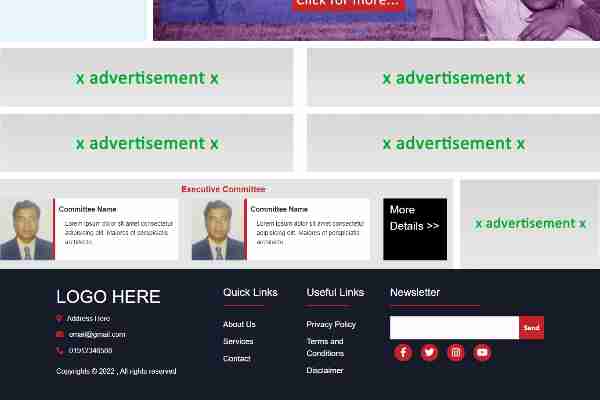 Click for more...
x advertisement x
x advertisement x
x advertisement x
x advertisement x
Executive Committee
Committee Name
Lorem ipsum dolor sit amet consectetur
adipisicing elit. Maiores et perspiciatis
architecto
Committee Name
Lorem ipsum dolor sit amet consectetur
adipisicing elit. Maiores et perspiciatis
architecto
More
Details >>
x advertisement x
LOGO HERE
Address Here
email@gmail.com
Copyrights © 2022 , All rights reserved
Quick Links
About Us
Services
Contact
Useful Links
Privacy Policy
Terms and
Conditions
Disclaimer
Newsletter
Send